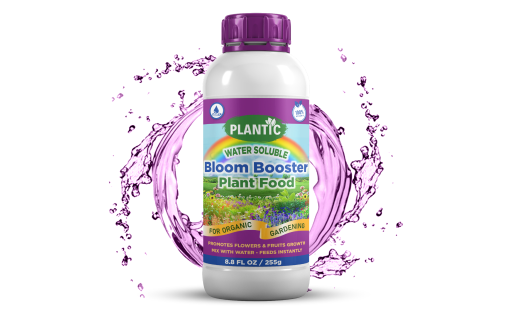 PLANTIC
WATER SOLUBLE
Bloom Booster
Plant Food
FOR ORGANIC GARDENING
PROMOTES FLOWERS & FRUITS GROWTH
MIX WITH WATER - FEEDS INSTANTLY
8.8 FL OZ / 255g